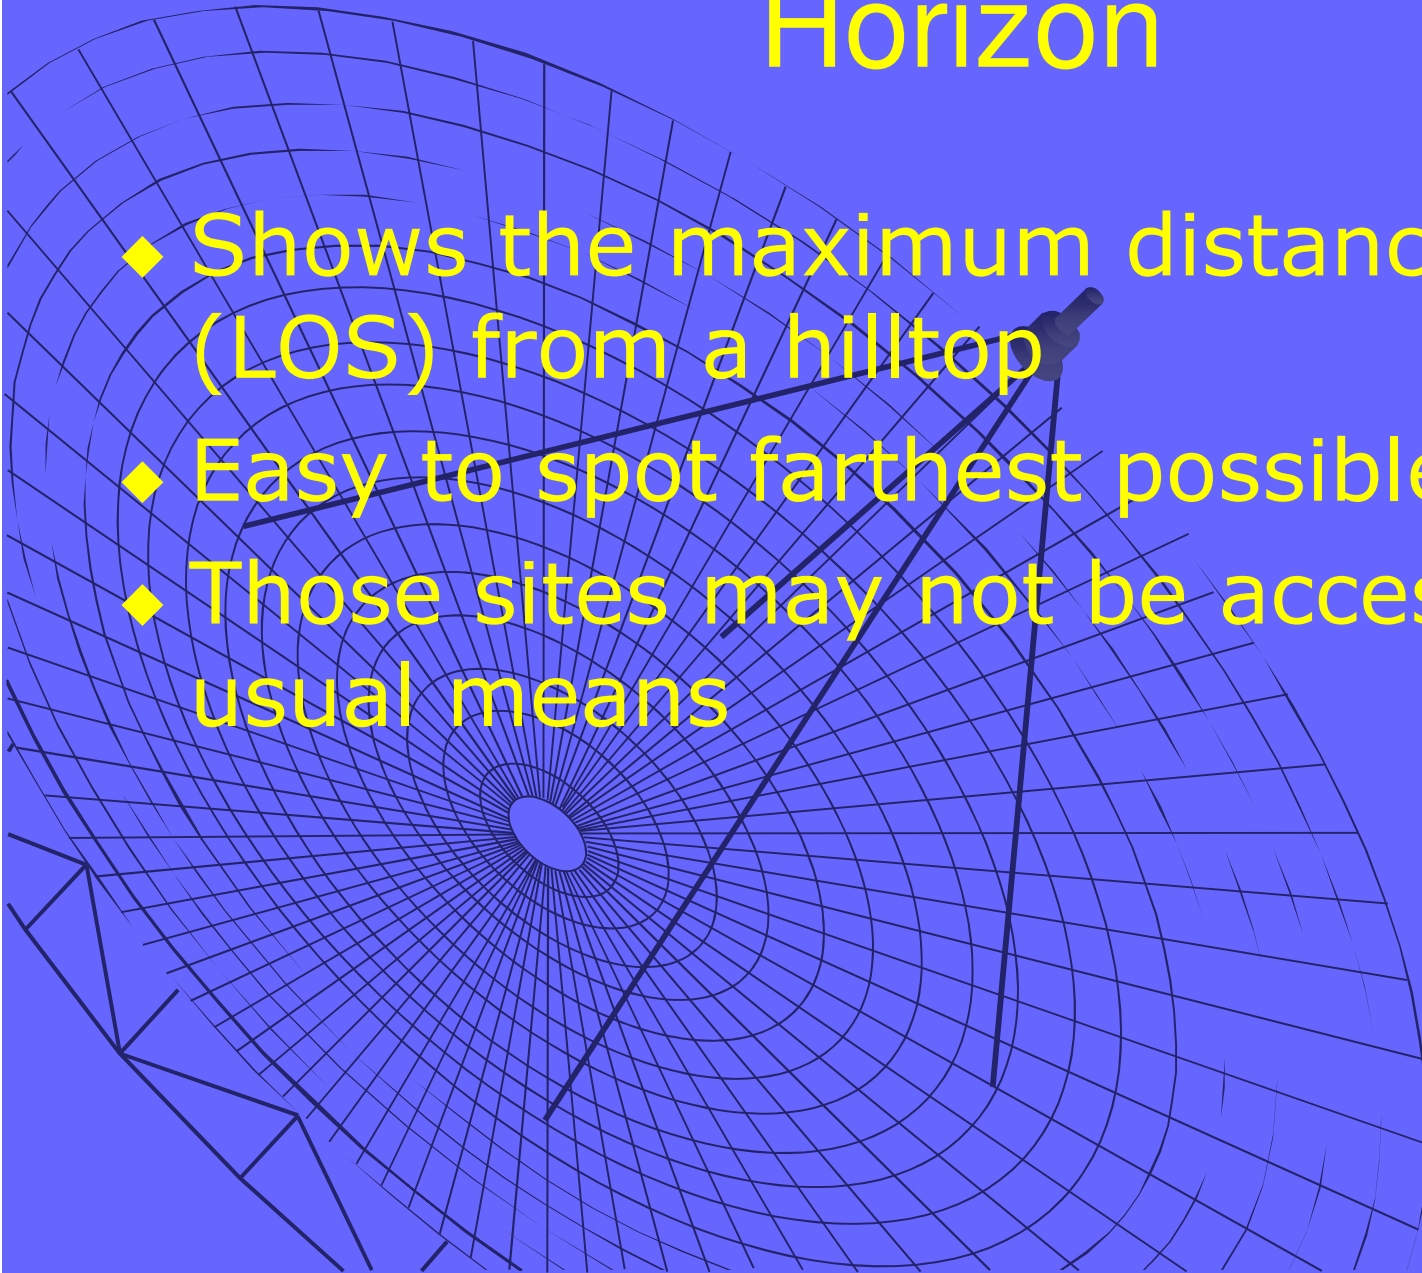 Horizon
Shows the maximum distanc
(LOS) from a hilltop
Easy to spot farthest possible
Those sites may not be acces
usual means